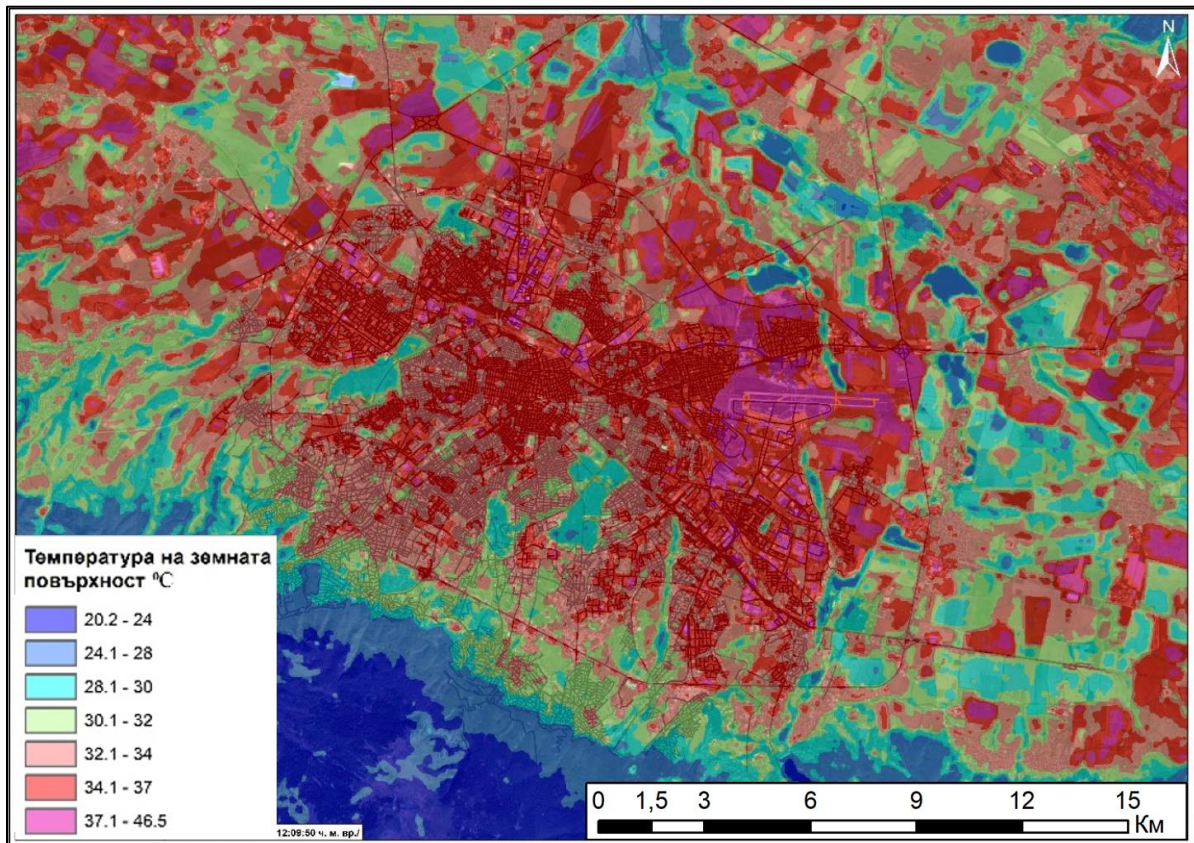 N
Температура на земната
повърхност ⁰C
20.2 - 24
24.1 - 28
28.1 - 30
30.1 - 32
32.1 - 34
34.1 - 37
37.1 - 46.5
12:09:50 ч. м. вр./
0 1,5 3 6 9 12 15
Км